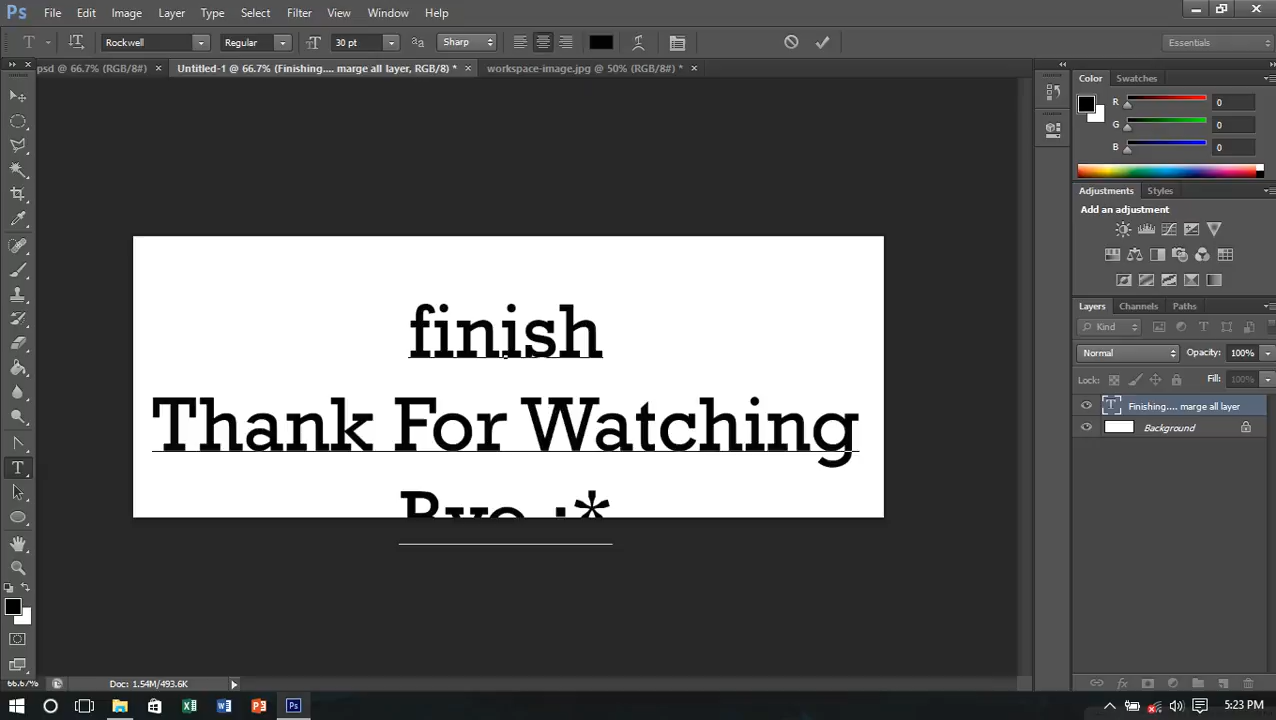 Ps File Edit Image Layer Type Select Filter View Window Help
T Rockwell Regular 30 pt Sharp Essentials
psd @ 66.7% (RGB/8#) × Untitled-1 @ 66.7% (Finishing.... marge all layer, RGB/8) * × workspace-image.jpg @ 50% (RGB/8#) * ×
Color Swatches
R 0
G 0
B 0
Adjustments Styles
Add an adjustment
Layers Channels Paths
Kind
Normal Opacity: 100%
Lock: Fill: 100%
Finishing.... marge all layer
Background
finish
Thank For Watching
Bye :*
66.67% Doc: 1.54M/493.6K
5:23 PM